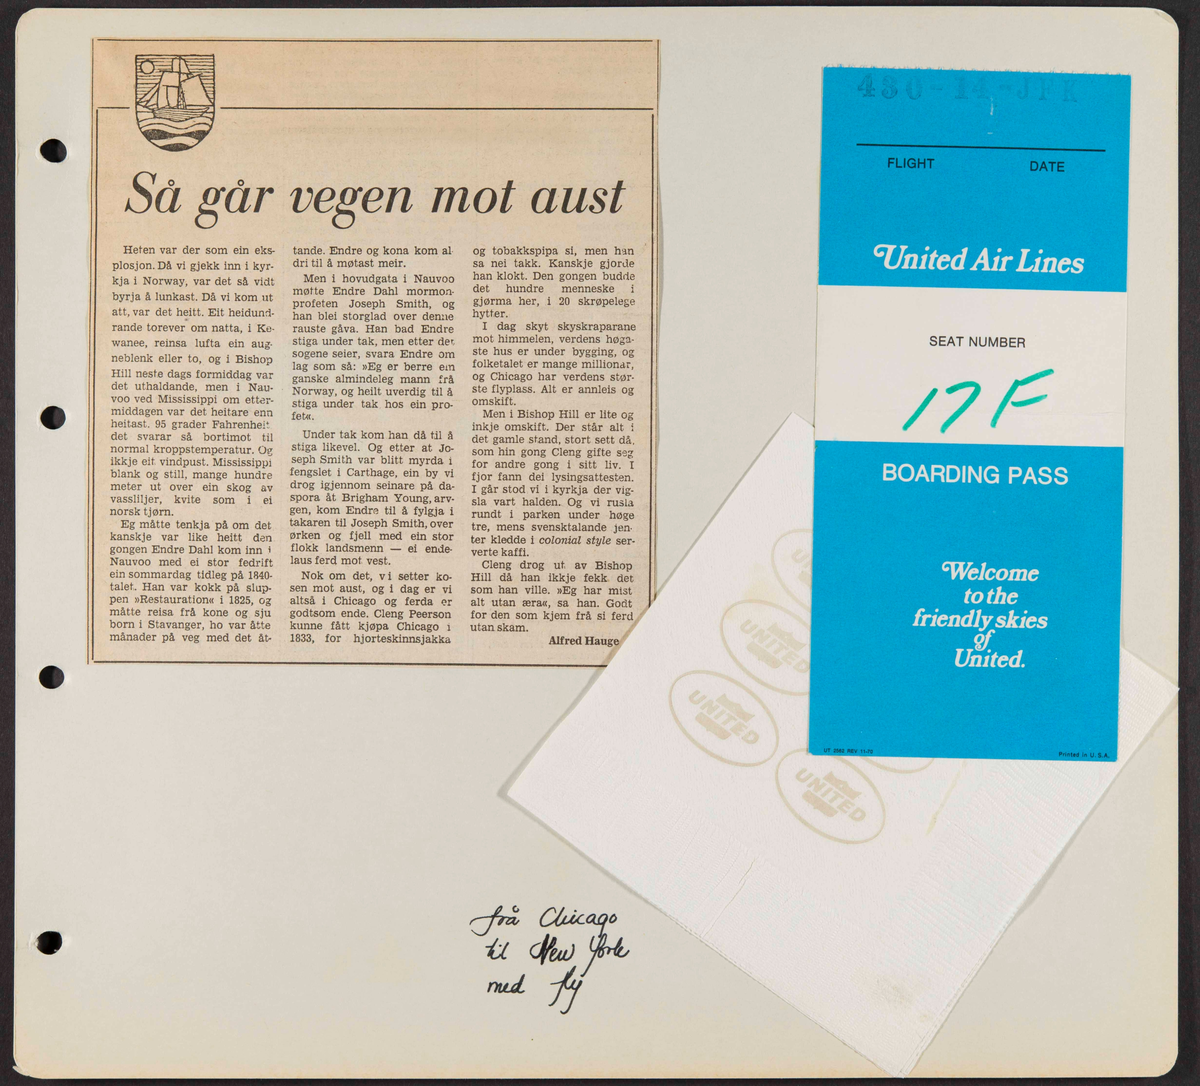 Så går vegen mot aust
Heten var der som ein eks-
plosjon. Då vi gjekk inn i kyr-
kja i Norway, var det så vidt
byrja å lunkast. Då vi kom ut
att, var det heitt. Eit heidund-
rande torever om natta, i Ke-
wanee, reinsa lufta ein aug-
neblenk eller to, og i Bishop
Hill neste dags formiddag var
det uthaldande, men i Nau-
voo ved Mississippi om etter-
middagen var det heitare enn
heitast. 95 grader Fahrenheit
det svarar så bortimot til
normal kroppstemperatur. Og
ikkje eit vindpust. Mississippi
blank og still, mange hundre
meter ut over ein skog av
vassliljer, kvite som i ei
norsk tjørn.
Eg måtte tenkja på om det
kanskje var like heitt den
gongen Endre Dahl kom inn i
Nauvoo med ei stor fedrift
ein sommardag tidleg på 1840-
talet. Han var kokk på slup-
pen »Restauration« i 1825, og
måtte reisa frå kone og sju
born i Stavanger, ho var åtte
månader på veg med det åt-
tande. Endre og kona kom al-
dri til å møtast meir.
Men i hovudgata i Nauvoo
møtte Endre Dahl mormon-
profeten Joseph Smith, og
han blei storglad over denne
rauste gåva. Han bad Endre
stiga under tak, men etter det
sogene seier, svara Endre om
lag som så: »Eg er berre ein
ganske almindeleg mann frå
Norway, og heilt uverdig til å
stiga under tak hos ein pro-
fet«.
Under tak kom han då til å
stiga likevel. Og etter at Jo-
seph Smith var blitt myrda i
fengslet i Carthage, ein by vi
drog igjennom seinare på da-
spora åt Brigham Young, arv-
gen, kom Endre til å fylgja i
takaren til Joseph Smith, over
ørken og fjell med ein stor
flokk landsmenn — ei ende-
laus ferd mot vest.
Nok om det, vi setter ko-
sen mot aust, og i dag er vi
altså i Chicago og ferda er
godtsom ende. Cleng Peerson
kunne fått kjøpa Chicago i
1833, for hjorteskinnsjakka
og tobakkspipa si, men han
sa nei takk. Kanskje gjorde
han klokt. Den gongen budde
det hundre menneske i
gjørma her, i 20 skrøpelege
hytter.
I dag skyt skyskraparane
mot himmelen, verdens høga-
ste hus er under bygging, og
folketalet er mange millionar,
og Chicago har verdens stør-
ste flyplass. Alt er annleis og
omskift.
Men i Bishop Hill er lite og
inkje omskift. Der står alt i
det gamle stand, stort sett då,
som hin gong Cleng gifte seg
for andre gong i sitt liv. I
fjor fann dei lysingsattesten.
I går stod vi i kyrkja der vig-
sla vart halden. Og vi rusla
rundt i parken under høge
tre, mens svensktalande jen-
ter kledde i colonial style ser-
verte kaffi.
Cleng drog ut av Bishop
Hill då han ikkje fekk det
som han ville. »Eg har mist
alt utan æra«, sa han. Godt
for den som kjem frå si ferd
utan skam.
Alfred Hauge
430-14-JFK
FLIGHT DATE
United Air Lines
SEAT NUMBER
17F
BOARDING PASS
Welcome
to the
friendly skies
of
United.
Printed in U.S.A.
UNITED
UNITED
UNITED
frå Chicago
til New York
med fly